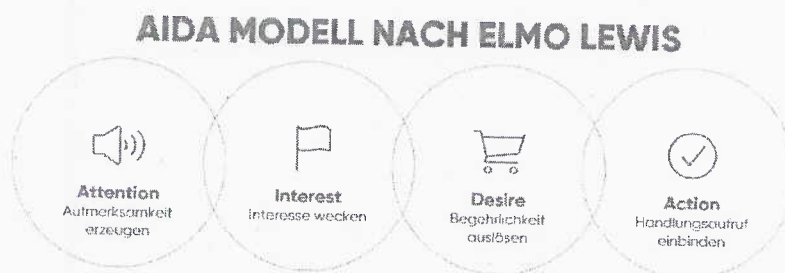 AIDA MODELL NACH ELMO LEWIS
Attention
Aufmerksamkeit
erzeugen
Interest
Interesse wecken
Desire
Begehrlichkeit
auslösen
Action
Handlungsaufruf
einbinden